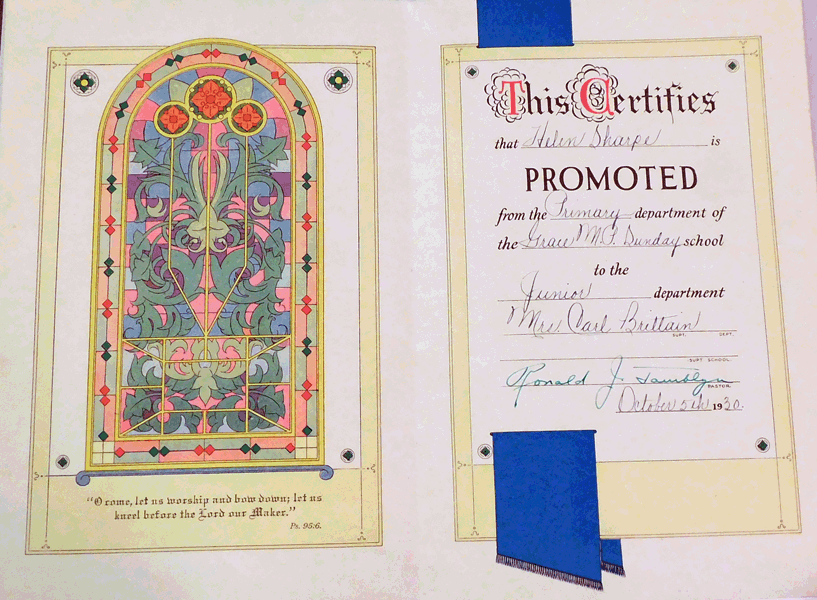 "O come, let us worship and bow down; let us
kneel before the Lord our Maker."
Ps. 95:6.
This Certifies
that Helen Sharpe is
PROMOTED
from the Primary department of
the Grace M.P. Sunday school
to the
Junior department
Mrs Carl Brittain
SUPT. DEPT.
SUPT SCHOOL
Ronald J. Tamblyn
PASTOR.
October 5th 1930.